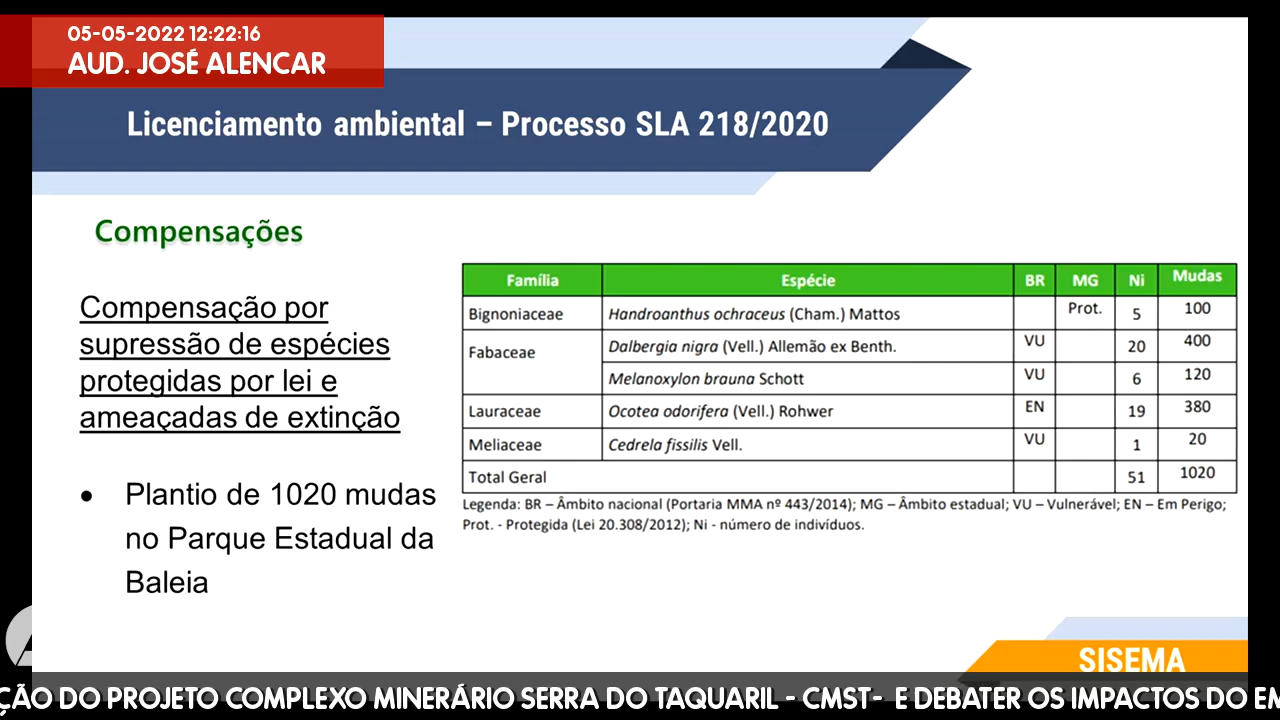 05-05-2022 12:22:16
AUD. JOSÉ ALENCAR
Licenciamento ambiental – Processo SLA 218/2020
Compensações
Compensação por
supressão de espécies
protegidas por lei e
ameaçadas de extinção
• Plantio de 1020 mudas
no Parque Estadual da
Baleia
Família Espécie BR MG Ni Mudas
Bignoniaceae Handroanthus ochraceus (Cham.) Mattos Prot. 5 100
Fabaceae Dalbergia nigra (Vell.) Allemão ex Benth. VU 20 400
Melanoxylon brauna Schott VU 6 120
Lauraceae Ocotea odorifera (Vell.) Rohwer EN 19 380
Meliaceae Cedrela fissilis Vell. VU 1 20
Total Geral 51 1020
Legenda: BR – Âmbito nacional (Portaria MMA nº 443/2014); MG – Âmbito estadual; VU – Vulnerável; EN – Em Perigo;
Prot. - Protegida (Lei 20.308/2012); Ni - número de indivíduos.
SISEMA
ÇÃO DO PROJETO COMPLEXO MINERÁRIO SERRA DO TAQUARIL - CMST- E DEBATER OS IMPACTOS DO EM